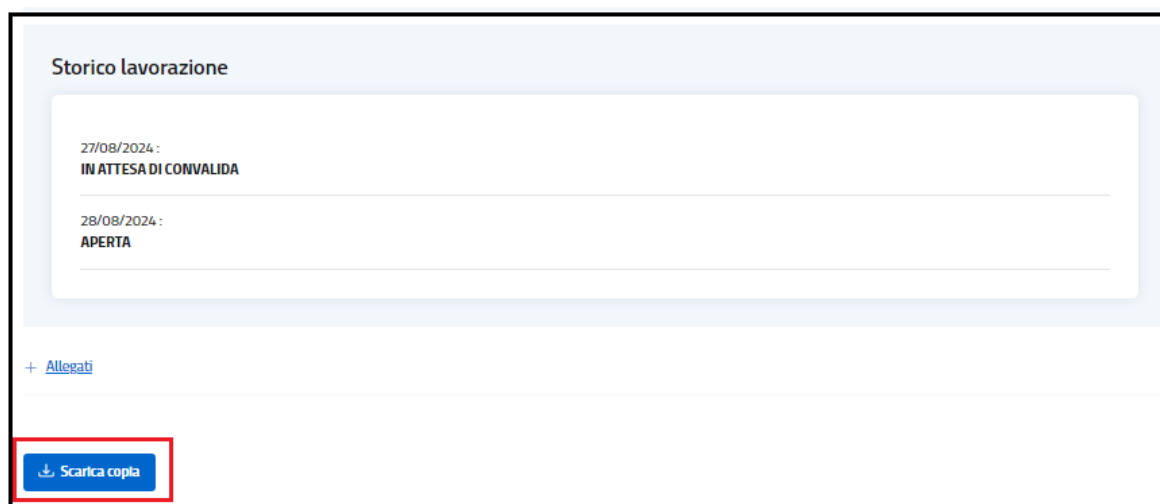 Storico lavorazione
27/08/2024 :
IN ATTESA DI CONVALIDA
28/08/2024 :
APERTA
+ Allegati
Scarica copia